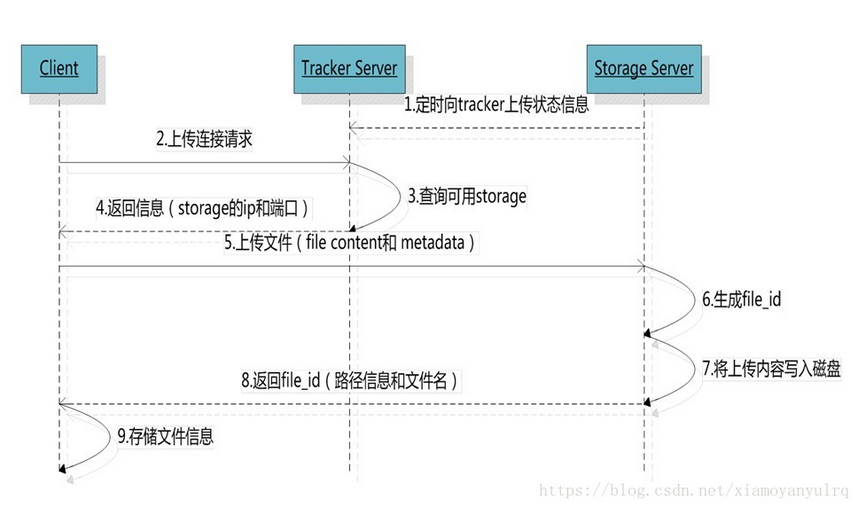 Client
Tracker Server
Storage Server
1.定时向tracker上传状态信息
2.上传连接请求
3.查询可用storage
4.返回信（storage的ip和端口）
5.上传文件（file content和 metadata）
6.生成file_id
7.将上传内容写入磁盘
8.返回file_id（路径信息和文件名）
9.存储文件信息
https://blog.csdn.net/xiamoyanyulrq